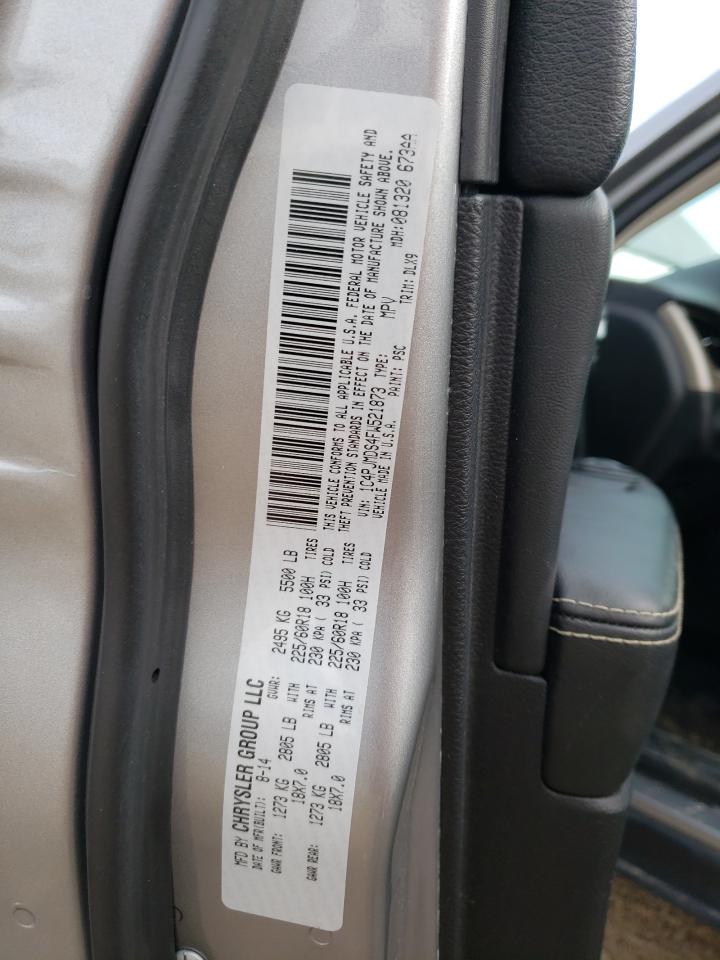 MFD BY CHRYSLER GROUP LLC
DATE OF MFR(BUILT): 8-14 GVWR: 2495 KG 5500 LB
GAWR FRONT: 1273 KG 2805 LB WITH 225/60R18 100H TIRES
18X7.0 RIMS AT 230 KPA ( 33 PSI) COLD
GAWR REAR: 1273 KG 2805 LB WITH 225/60R18 100H TIRES
18X7.0 RIMS AT 230 KPA ( 33 PSI) COLD
THIS VEHICLE CONFORMS TO ALL APPLICABLE U.S.A. FEDERAL MOTOR VEHICLE SAFETY AND
THEFT PREVENTION STANDARDS IN EFFECT ON THE DATE OF MANUFACTURE SHOWN ABOVE.
VIN: 1C4PJMDS4FW521873 TYPE: MPV MDH: 081320 673AA
VEHICLE MADE IN U.S.A. PAINT: PSC TRIM: DLX9